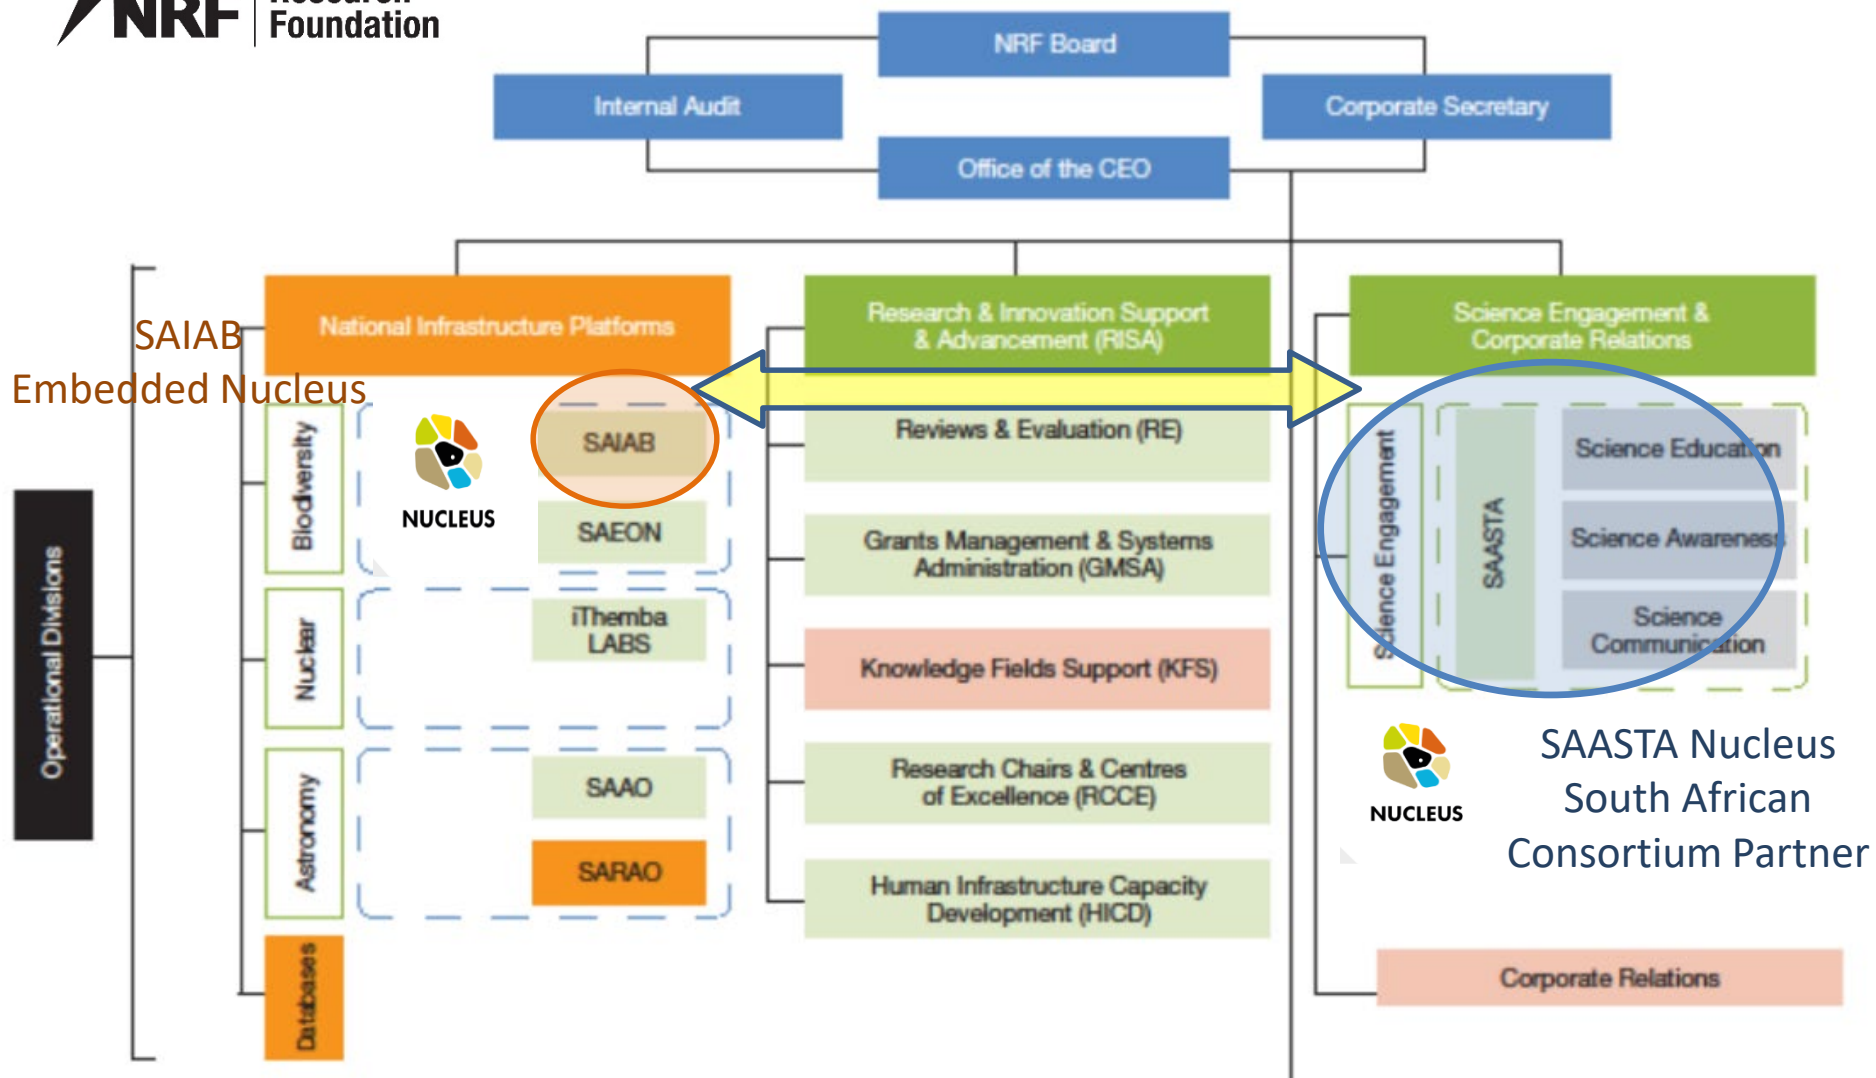 NRF
Foundation
NRF Board
Internal Audit
Corporate Secretary
Office of the CEO
SAIAB
Embedded Nucleus
National Infrastructure Platforms
Research & Innovation Support
& Advancement (RISA)
Science Engagement &
Corporate Relations
Operational Divisions
Biodiversity
NUCLEUS
SAIAB
SAEON
Nuclear
iThemba
LABS
Astronomy
SAAO
SARAO
Databases
Reviews & Evaluation (RE)
Grants Management & Systems
Administration (GMSA)
Knowledge Fields Support (KFS)
Research Chairs & Centres
of Excellence (RCCE)
Human Infrastructure Capacity
Development (HICD)
Science Engagement
SAASTA
Science Education
Science Awareness
Science
Communication
NUCLEUS
SAASTA Nucleus
South African
Consortium Partner
Corporate Relations